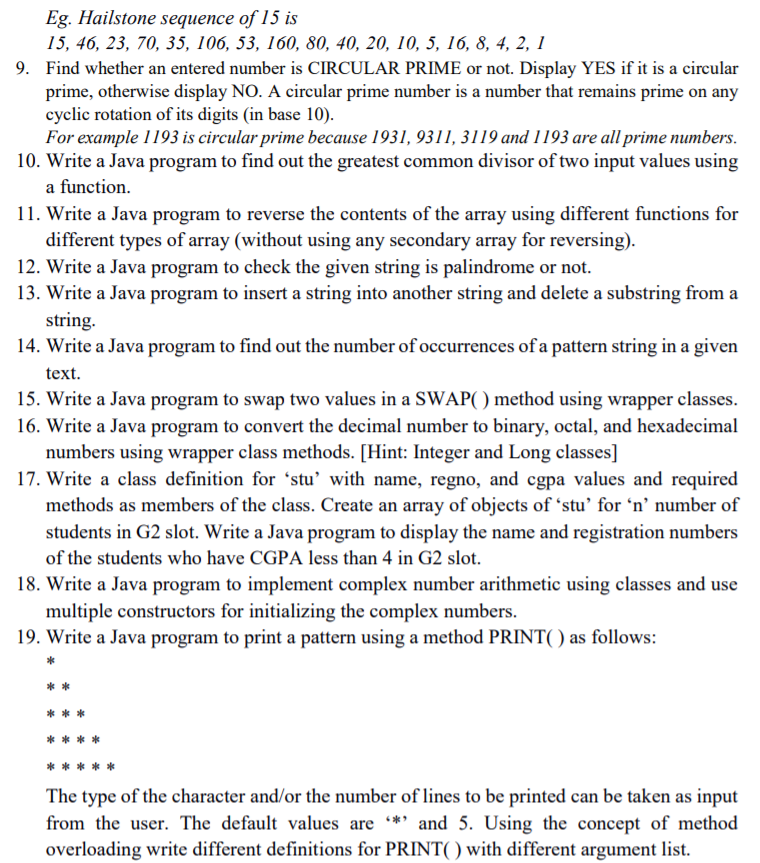 Eg. Hailstone sequence of 15 is
15, 46, 23, 70, 35, 106, 53, 160, 80, 40, 20, 10, 5, 16, 8, 4, 2, 1
9. Find whether an entered number is CIRCULAR PRIME or not. Display YES if it is a circular
prime, otherwise display NO. A circular prime number is a number that remains prime on any
cyclic rotation of its digits (in base 10).
For example 1193 is circular prime because 1931, 9311, 3119 and 1193 are all prime numbers.
10. Write a Java program to find out the greatest common divisor of two input values using
a function.
11. Write a Java program to reverse the contents of the array using different functions for
different types of array (without using any secondary array for reversing).
12. Write a Java program to check the given string is palindrome or not.
13. Write a Java program to insert a string into another string and delete a substring from a
string.
14. Write a Java program to find out the number of occurrences of a pattern string in a given
text.
15. Write a Java program to swap two values in a SWAP( ) method using wrapper classes.
16. Write a Java program to convert the decimal number to binary, octal, and hexadecimal
numbers using wrapper class methods. [Hint: Integer and Long classes]
17. Write a class definition for ‘stu’ with name, regno, and cgpa values and required
methods as members of the class. Create an array of objects of ‘stu’ for ‘n’ number of
students in G2 slot. Write a Java program to display the name and registration numbers
of the students who have CGPA less than 4 in G2 slot.
18. Write a Java program to implement complex number arithmetic using classes and use
multiple constructors for initializing the complex numbers.
19. Write a Java program to print a pattern using a method PRINT( ) as follows:
*
* *
* * *
* * * *
* * * * *
The type of the character and/or the number of lines to be printed can be taken as input
from the user. The default values are ‘*’ and 5. Using the concept of method
overloading write different definitions for PRINT( ) with different argument list.